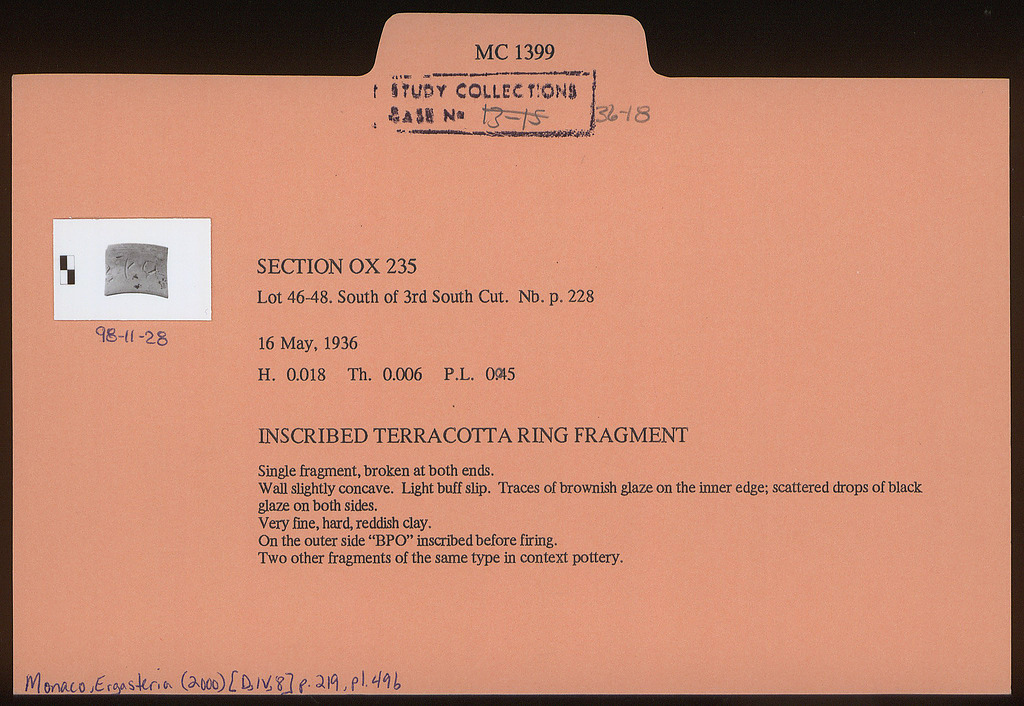 MC 1399
STUDY COLLECTIONS
CASE No 13-15 36-18
98-11-28
SECTION OX 235
Lot 46-48. South of 3rd South Cut. Nb. p. 228
16 May, 1936
H. 0.018 Th. 0.006 P.L.
INSCRIBED TERRACOTTA RING FRAGMENT
Single fragment, broken at both ends.
Wall slightly concave. Light buff slip. Traces of brownish glaze on the inner edge; scattered drops of black
glaze on both sides.
Very fine, hard, reddish clay.
On the outer side “BPO” inscribed before firing.
Two other fragments of the same type in context pottery.
Monaco, Ergasteria (2000) [D,IV,8] p. 219, pl. 49b